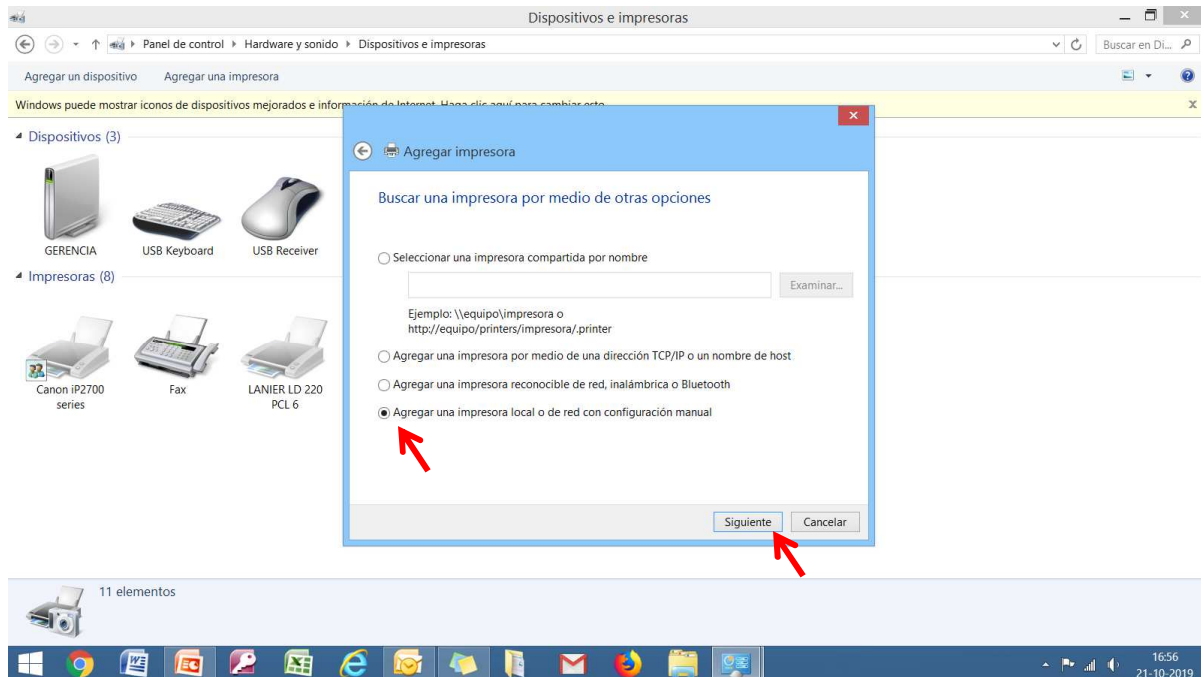 Dispositivos e impresoras
Panel de control Hardware y sonido Dispositivos e impresoras
Buscar en Di...
Agregar un dispositivo Agregar una impresora
Windows puede mostrar iconos de dispositivos mejorados e información de Internet. Haga clic aquí para cambiar esto.
Dispositivos (3)
GERENCIA
USB Keyboard
USB Receiver
Impresoras (8)
Canon iP2700
series
Fax
LANIER LD 220
PCL 6
Agregar impresora
Buscar una impresora por medio de otras opciones
Seleccionar una impresora compartida por nombre
Examinar...
Ejemplo: \\equipo\impresora o
http://equipo/printers/impresora/.printer
Agregar una impresora por medio de una dirección TCP/IP o un nombre de host
Agregar una impresora reconocible de red, inalámbrica o Bluetooth
Agregar una impresora local o de red con configuración manual
Siguiente Cancelar
11 elementos
16:56
21-10-2019